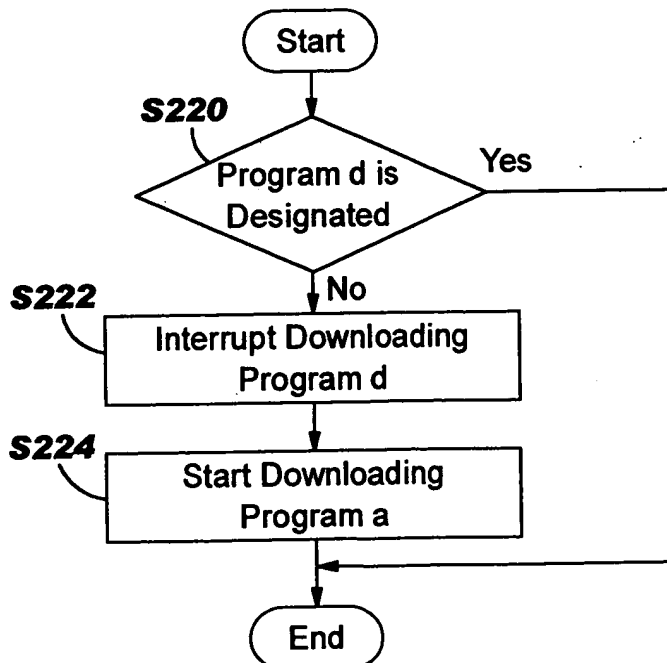 Start
S220
Program d is
Designated
Yes
No
S222
Interrupt Downloading
Program d
S224
Start Downloading
Program a
End